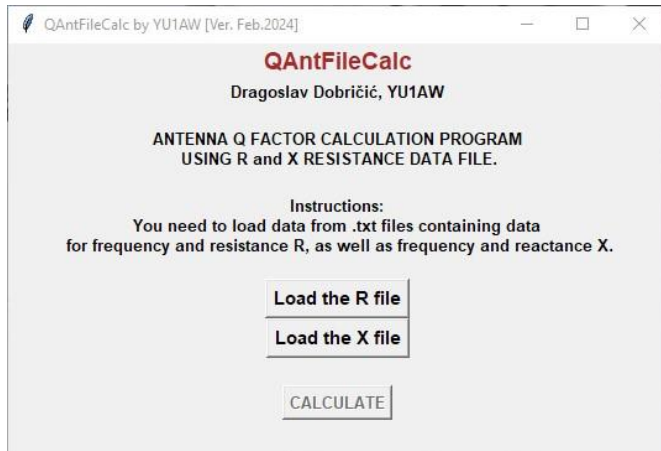 QAntFileCalc by YU1AW [Ver. Feb.2024]
QAntFileCalc
Dragoslav Dobričić, YU1AW
ANTENNA Q FACTOR CALCULATION PROGRAM
USING R and X RESISTANCE DATA FILE.
Instructions:
You need to load data from .txt files containing data
for frequency and resistance R, as well as frequency and reactance X.
Load the R file
Load the X file
CALCULATE